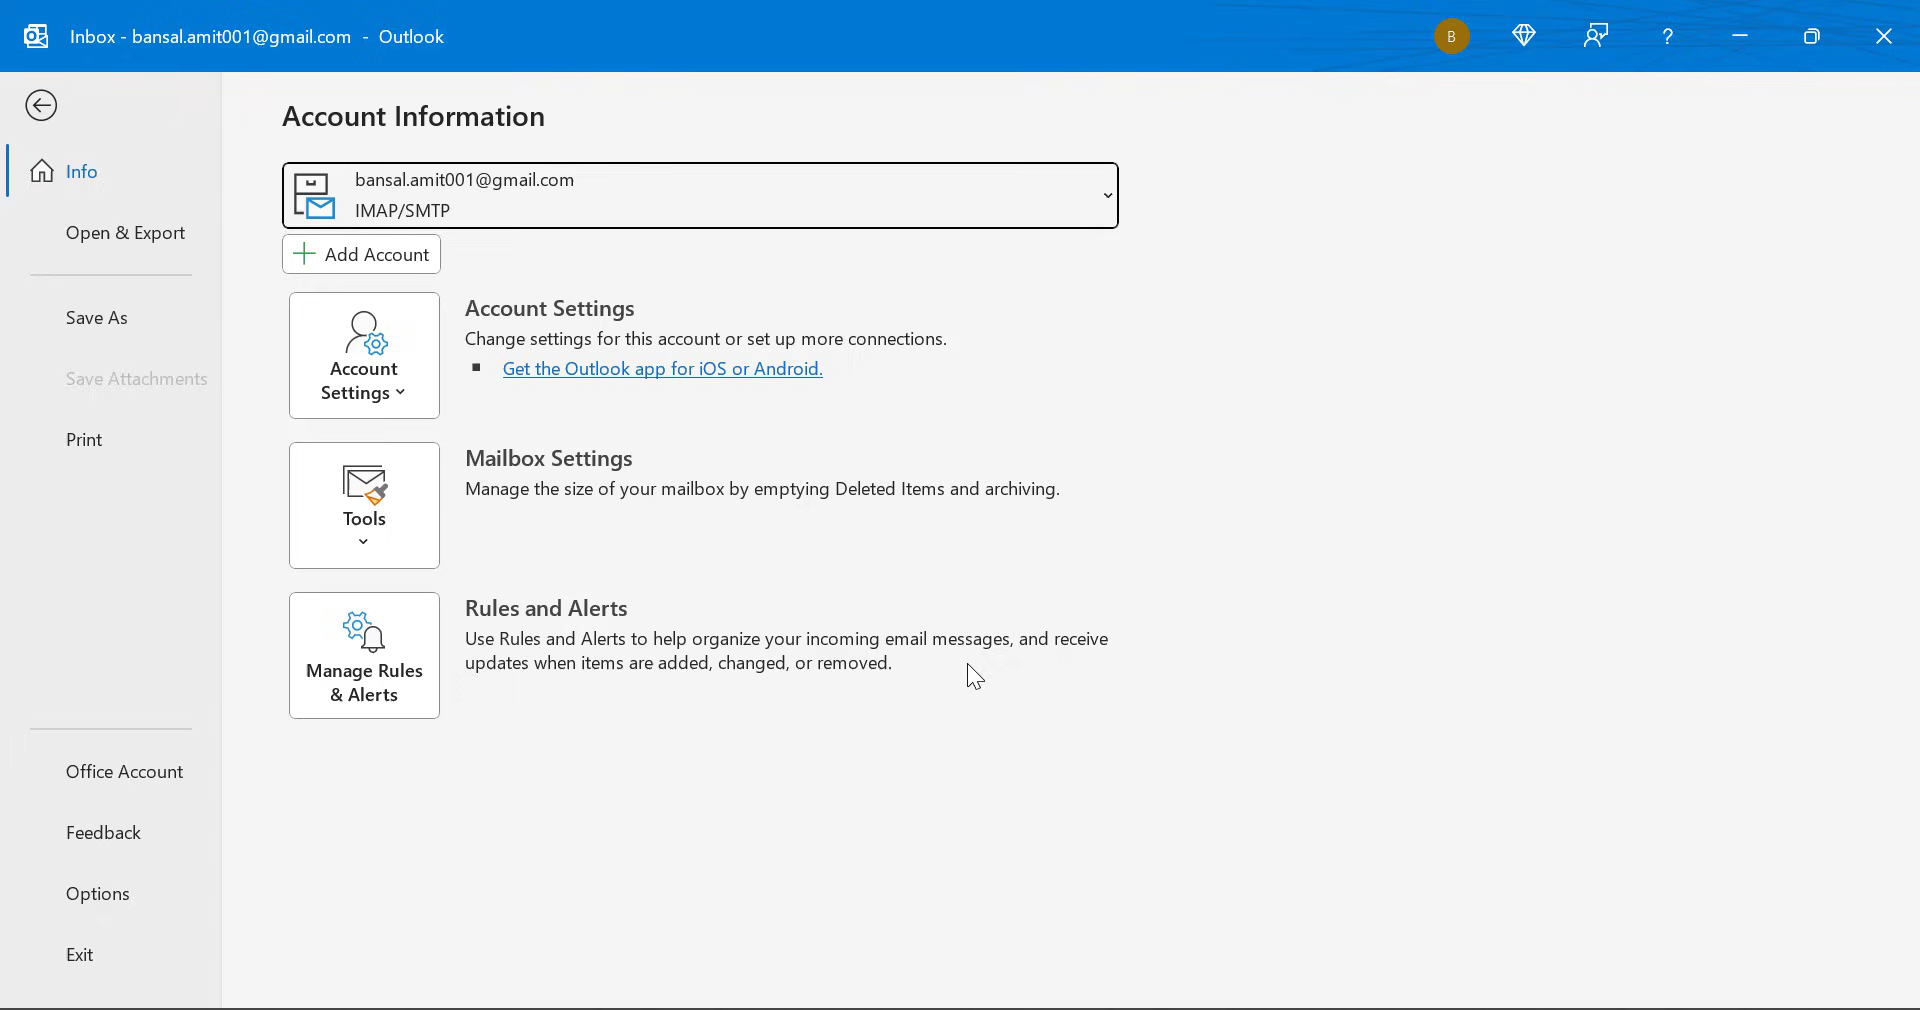 Inbox - bansal.amit001@gmail.com - Outlook
B
?
Info
Open & Export
Save As
Save Attachments
Print
Office Account
Feedback
Options
Exit
Account Information
bansal.amit001@gmail.com
IMAP/SMTP
Add Account
Account
Settings
Account Settings
Change settings for this account or set up more connections.
Get the Outlook app for iOS or Android.
Tools
Mailbox Settings
Manage the size of your mailbox by emptying Deleted Items and archiving.
Manage Rules
& Alerts
Rules and Alerts
Use Rules and Alerts to help organize your incoming email messages, and receive
updates when items are added, changed, or removed.